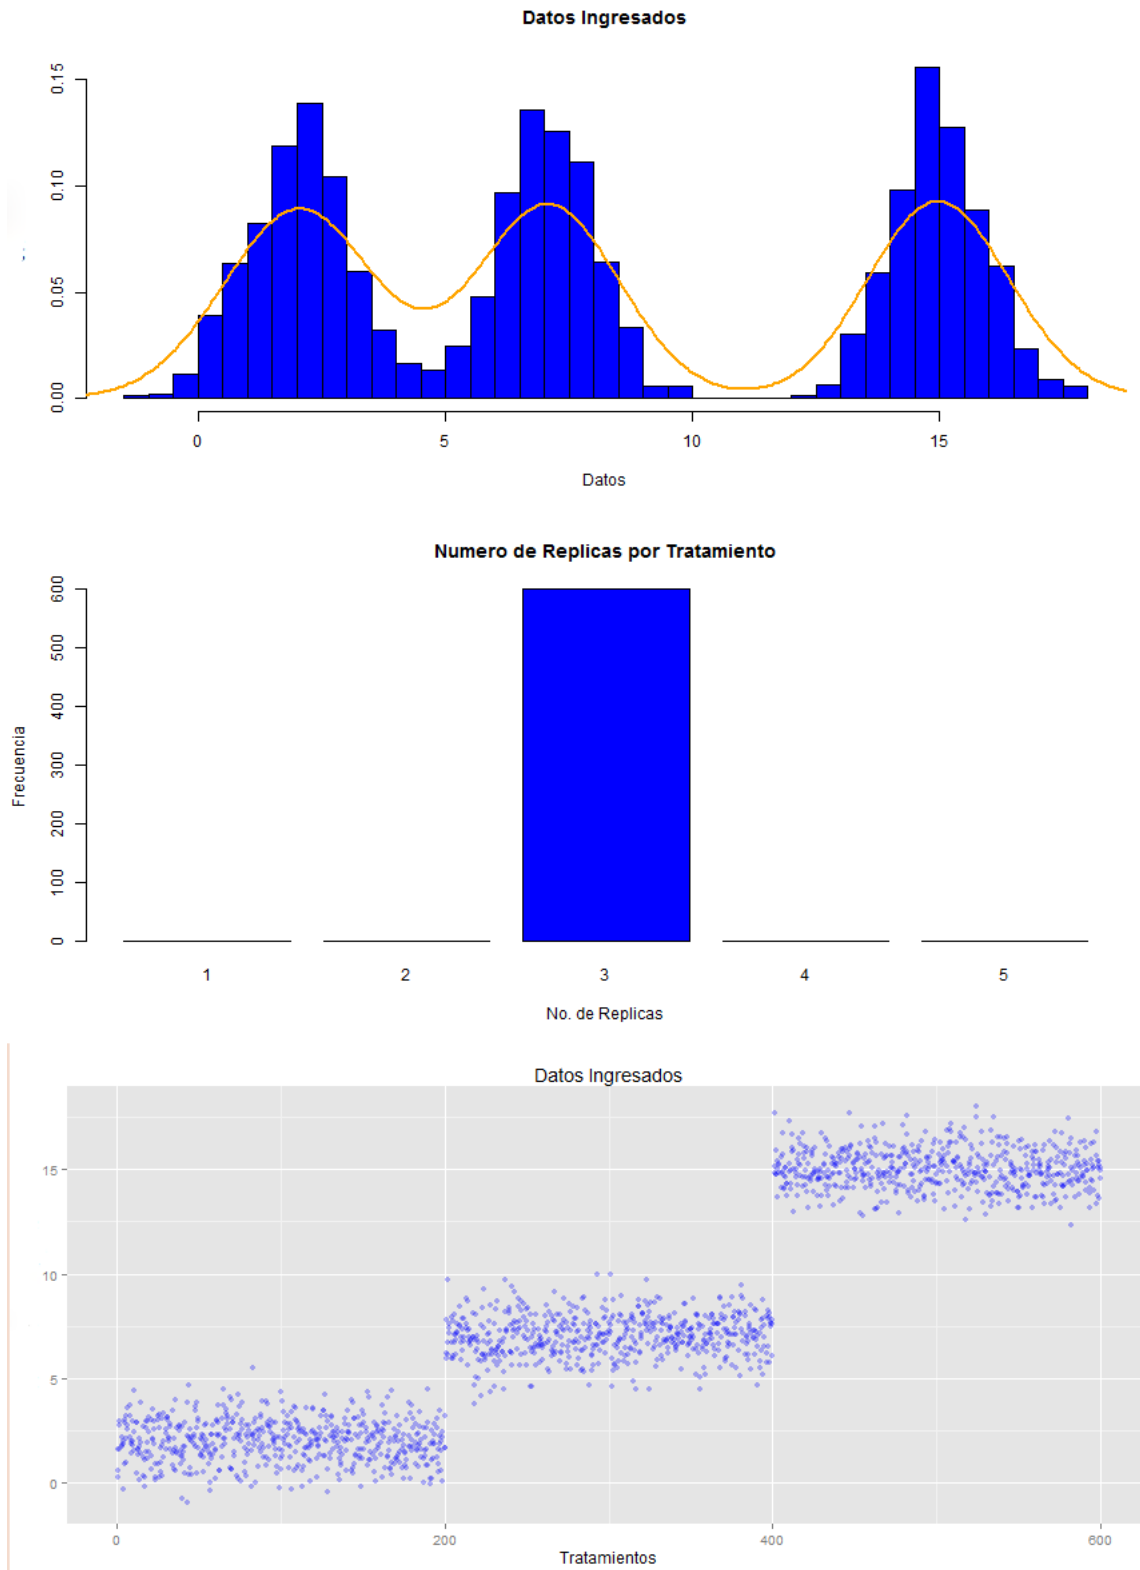 Datos Ingresados
0.15
0.10
0.05
0.00
0 5 10 15
Datos
;
Numero de Replicas por Tratamiento
600
500
400
300
200
100
0
Frecuencia
1 2 3 4 5
No. de Replicas
Datos Ingresados
15
10
5
0
0 200 400 600
Tratamientos